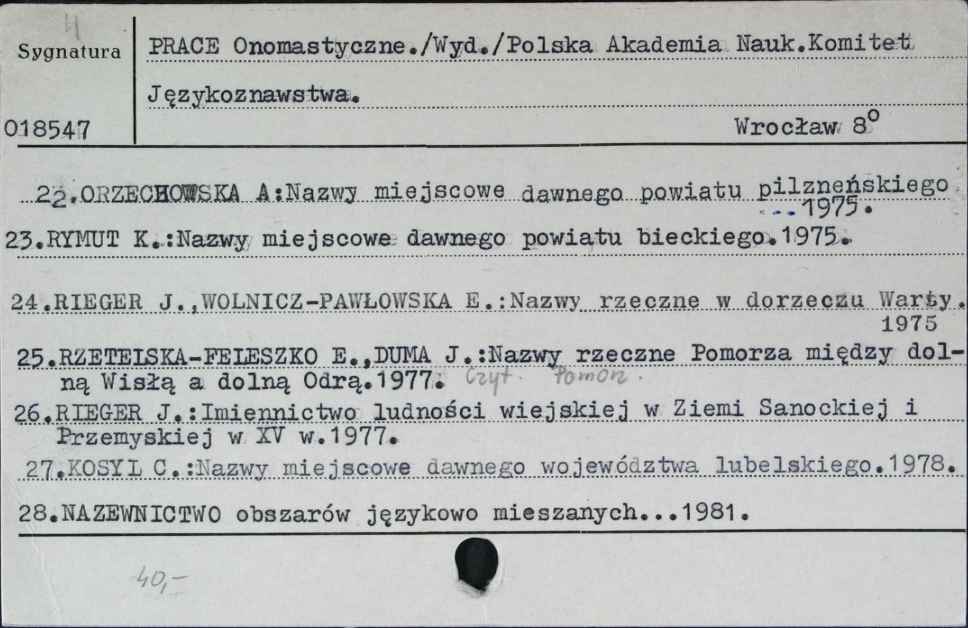 4
Sygnatura
PRACE Onomastyczne./Wyd./Polska Akademia Nauk.Komitet
Językoznawstwa.
018547
Wrocław 8°
22.ORZECHOWSKA A:Nazwy miejscowe dawnego powiatu pilzneńskiego
...1975.
23.RYMUT K.:Nazwy miejscowe dawnego powiatu bieckiego.1975.
24.RIEGER J.,WOLNICZ-PAWŁOWSKA E.:Nazwy rzeczne w dorzeczu Warty.
1975
25.RZETELSKA-FELESZKO E.,DUMA J.:Nazwy rzeczne Pomorza między dol-
ną Wisłą a dolną Odrą.1977. Czyt. Pomorz.
26.RIEGER J.:Imiennictwo ludności wiejskiej w Ziemi Sanockiej i
Przemyskiej w XV w.1977.
27.KOSYL C.:Nazwy miejscowe dawnego województwa lubelskiego.1978.
28.NAZEWNICTWO obszarów językowo mieszanych...1981.
40,-